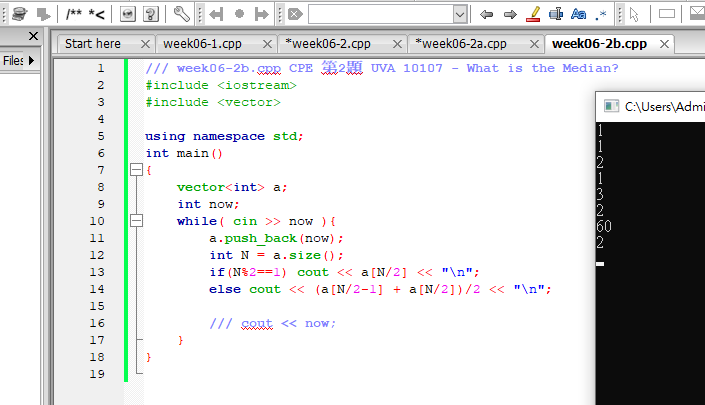 /** *<
Start here
week06-1.cpp
*week06-2.cpp
*week06-2a.cpp
week06-2b.cpp
Files
1 /// week06-2b.cpp CPE 第2題 UVA 10107 - What is the Median?
2 #include <iostream>
3 #include <vector>
4
5 using namespace std;
6 int main()
7 {
8 vector<int> a;
9 int now;
10 while( cin >> now ){
11 a.push_back(now);
12 int N = a.size();
13 if(N%2==1) cout << a[N/2] << "\n";
14 else cout << (a[N/2-1] + a[N/2])/2 << "\n";
15
16 /// cout << now;
17 }
18 }
19
C:\Users\Admi
1
1
2
1
3
2
60
2